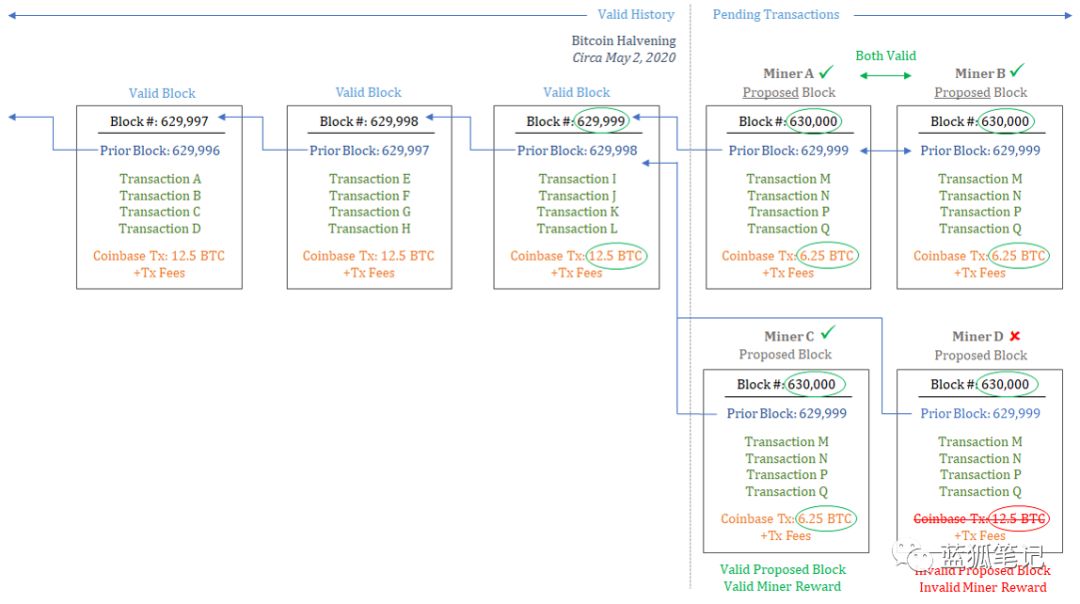 Valid History
Pending Transactions
Bitcoin Halvening
Circa May 2, 2020
Both Valid
Miner A ✓
Proposed Block
Miner B ✓
Proposed Block
Valid Block
Block #: 629,997
Prior Block: 629,996
Transaction A
Transaction B
Transaction C
Transaction D
Coinbase Tx: 12.5 BTC
+Tx Fees
Valid Block
Block #: 629,998
Prior Block: 629,997
Transaction E
Transaction F
Transaction G
Transaction H
Coinbase Tx: 12.5 BTC
+Tx Fees
Valid Block
Block #: 629,999
Prior Block: 629,998
Transaction I
Transaction J
Transaction K
Transaction L
Coinbase Tx: 12.5 BTC
+Tx Fees
Block #: 630,000
Prior Block: 629,999
Transaction M
Transaction N
Transaction P
Transaction Q
Coinbase Tx: 6.25 BTC
+Tx Fees
Block #: 630,000
Prior Block: 629,999
Transaction M
Transaction N
Transaction P
Transaction Q
Coinbase Tx: 6.25 BTC
+Tx Fees
Miner C ✓
Proposed Block
Block #: 630,000
Prior Block: 629,999
Transaction M
Transaction N
Transaction P
Transaction Q
Coinbase Tx: 6.25 BTC
+Tx Fees
Valid Proposed Block
Valid Miner Reward
Miner D ✘
Proposed Block
Block #: 630,000
Prior Block: 629,999
Transaction M
Transaction N
Transaction P
Transaction Q
Coinbase Tx: 12.5 BTC
+Tx Fees
蓝狐笔记
Invalid Proposed Block
Invalid Miner Reward